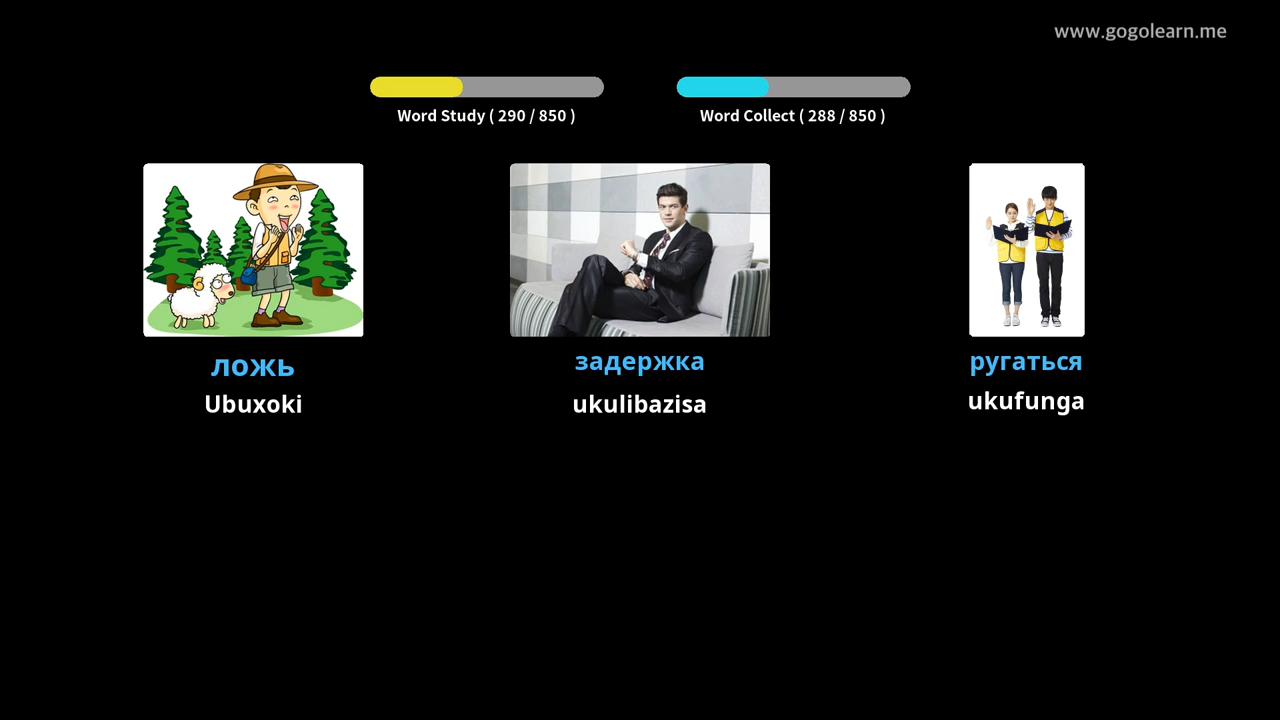 www.gogolearn.me
Word Study ( 290 / 850 )
Word Collect ( 288 / 850 )
ложь
Ubuxoki
задержка
ukulibazisa
ругаться
ukufunga